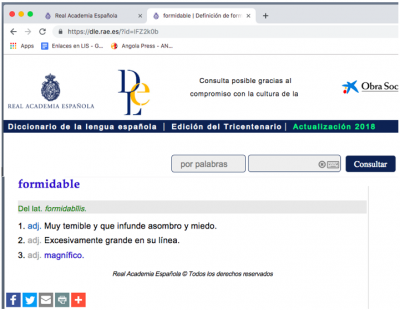 Real Academia Española
formidable | Definición de form
https://dle.rae.es/?id=IFZ2k0b
Apps
Enlaces en LIS - G
Angola Press - AN...
Consulta posible gracias al
compromiso con la cultura de la
REAL ACADEMIA ESPAÑOLA
DLE
Obra Soc
Diccionario de la lengua española | Edición del Tricentenario | Actualización 2018
por palabras
Consultar
formidable
Del lat. formidabĭlis.
1. adj. Muy temible y que infunde asombro y miedo.
2. adj. Excesivamente grande en su línea.
3. adj. magnífico.
Real Academia Española © Todos los derechos reservados